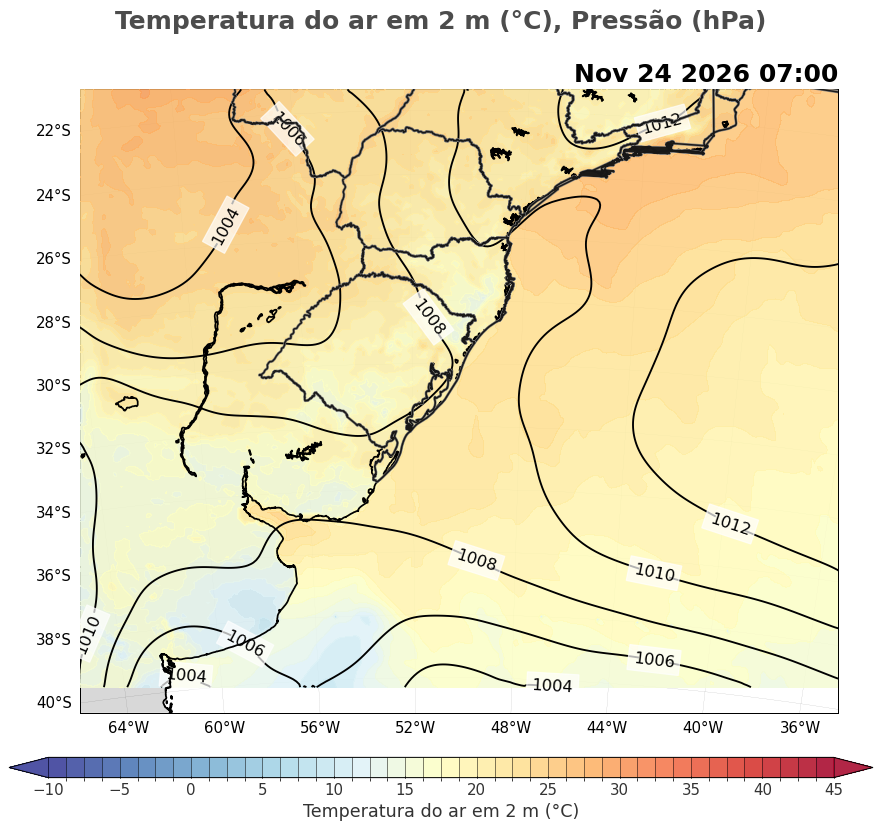 Temperatura do ar em 2 m (°C), Pressão (hPa)
Nov 24 2026 07:00
22°S
24°S
26°S
28°S
30°S
32°S
34°S
36°S
38°S
40°S
1006
1012
1004
1008
1012
1008
1010
1010
1006
1006
1004
1004
64°W 60°W 56°W 52°W 48°W 44°W 40°W 36°W
−10 −5 0 5 10 15 20 25 30 35 40 45
Temperatura do ar em 2 m (°C)